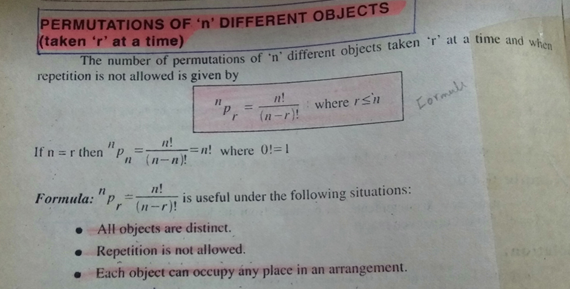 PERMUTATIONS OF 'n' DIFFERENT OBJECTS
(taken 'r' at a time)
The number of permutations of 'n' different objects taken 'r' at a time and when
repetition is not allowed is given by
ⁿPᵣ = n!/(n−r)! : where r≤n
Formula
If n = r then ⁿPₙ = n!/(n−n)! = n! where 0!=1
Formula: ⁿPᵣ = n!/(n−r)! is useful under the following situations:
• All objects are distinct.
• Repetition is not allowed.
• Each object can occupy any place in an arrangement.